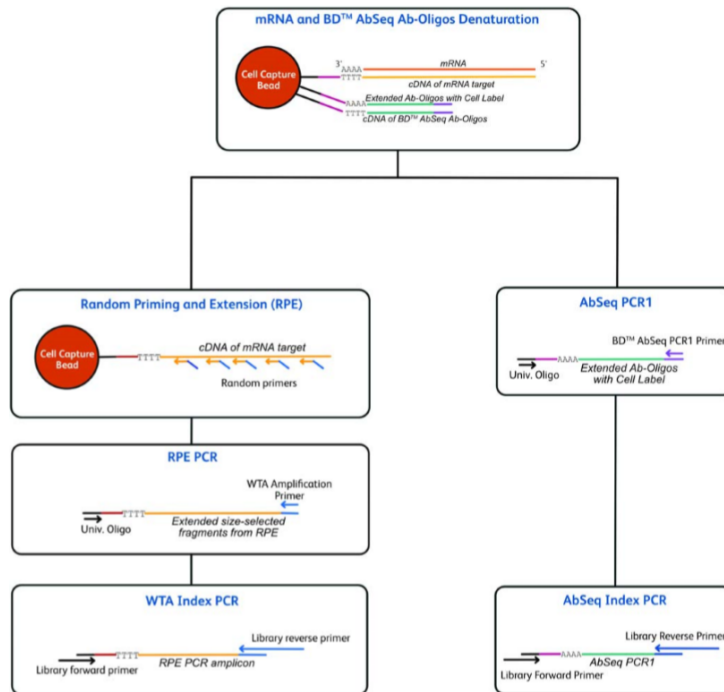 mRNA and BD™ AbSeq Ab-Oligos Denaturation
Cell Capture
Bead
3'
5'
AAAA
mRNA
TTTT
cDNA of mRNA target
Extended Ab-Oligos with Cell Label
AAAA
TTTT
cDNA of BD™ AbSeq Ab-Oligos
Random Priming and Extension (RPE)
Cell Capture
Bead
TTTT
cDNA of mRNA target
Random primers
RPE PCR
WTA Amplification
Primer
TTTT
Univ. Oligo
Extended size-selected
fragments from RPE
WTA Index PCR
Library reverse primer
TTTT
Library forward primer
RPE PCR amplicon
AbSeq PCR1
BD™ AbSeq PCR1 Primer
AAAA
Univ. Oligo
Extended Ab-Oligos
with Cell Label
AbSeq Index PCR
Library Reverse Primer
AAAA
AbSeq PCR1
Library Forward Primer